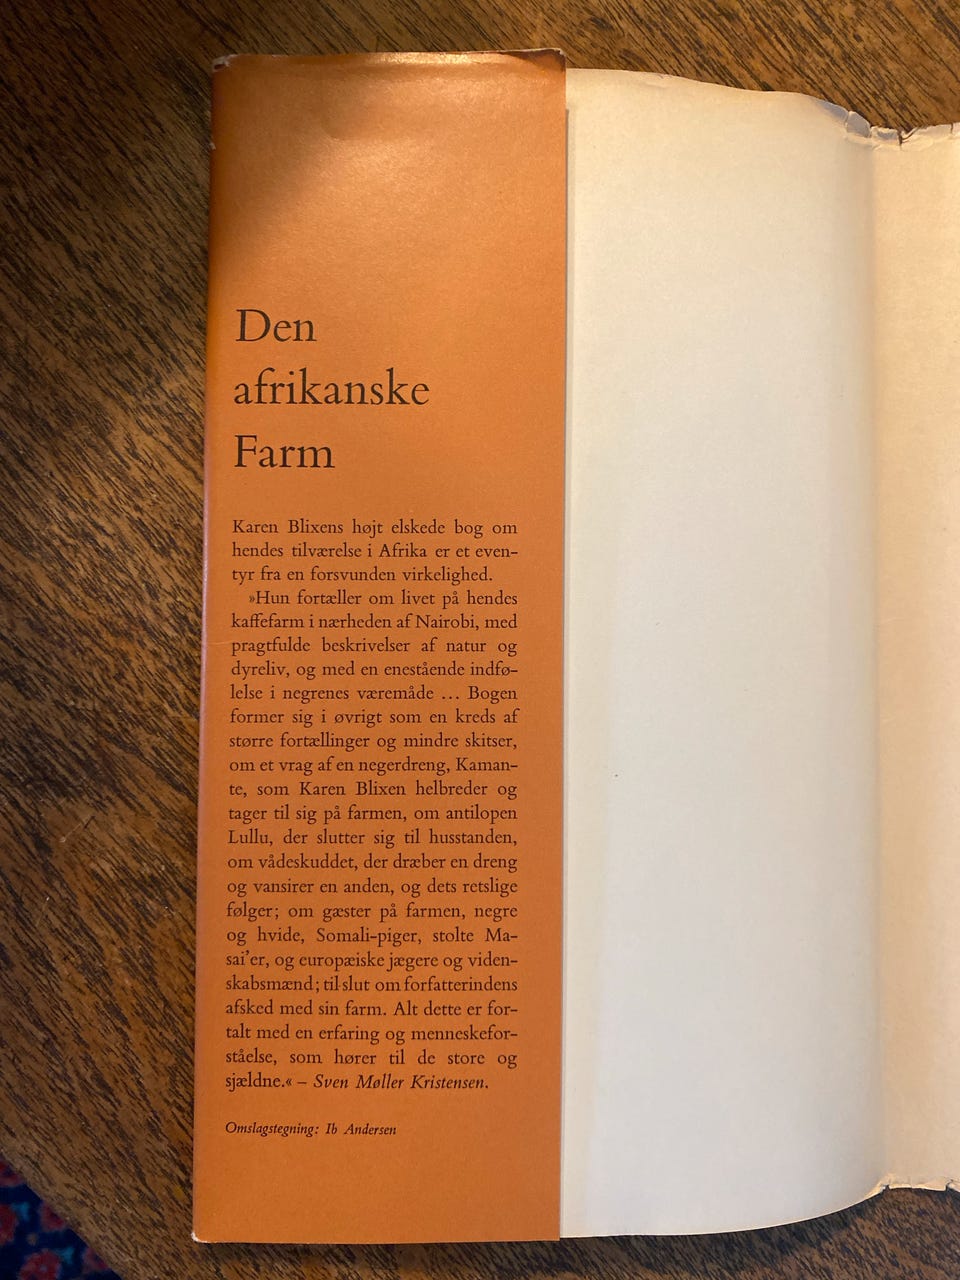 Den
afrikanske
Farm
Karen Blixens højt elskede bog om
hendes tilværelse i Afrika er et even-
tyr fra en forsvunden virkelighed.
»Hun fortæller om livet på hendes
kaffefarm i nærheden af Nairobi, med
pragtfulde beskrivelser af natur og
dyreliv, og med en enestående indfø-
lelse i negrenes væremåde ... Bogen
former sig i øvrigt som en kreds af
større fortællinger og mindre skitser,
om et vrag af en negerdreng, Kaman-
te, som Karen Blixen helbreder og
tager til sig på farmen, om antilopen
Lullu, der slutter sig til husstanden,
om vådeskuddet, der dræber en dreng
og vansirer en anden, og dets retslige
følger; om gæster på farmen, negre
og hvide, Somali-piger, stolte Ma-
sai'er, og europæiske jægere og viden-
skabsmænd; til slut om forfatterindens
afsked med sin farm. Alt dette er for-
talt med en erfaring og menneskefor-
ståelse, som hører til de store og
sjældne.« – Sven Møller Kristensen.
Omslagstegning: Ib Andersen